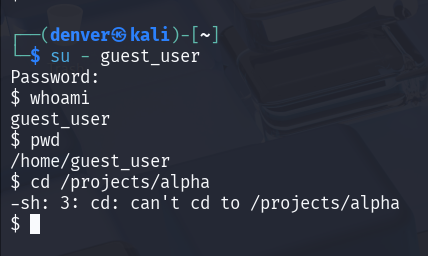 ┌──(denver㉿kali)-[~]
└─$ su - guest_user
Password:
$ whoami
guest_user
$ pwd
/home/guest_user
$ cd /projects/alpha
-sh: 3: cd: can't cd to /projects/alpha
$